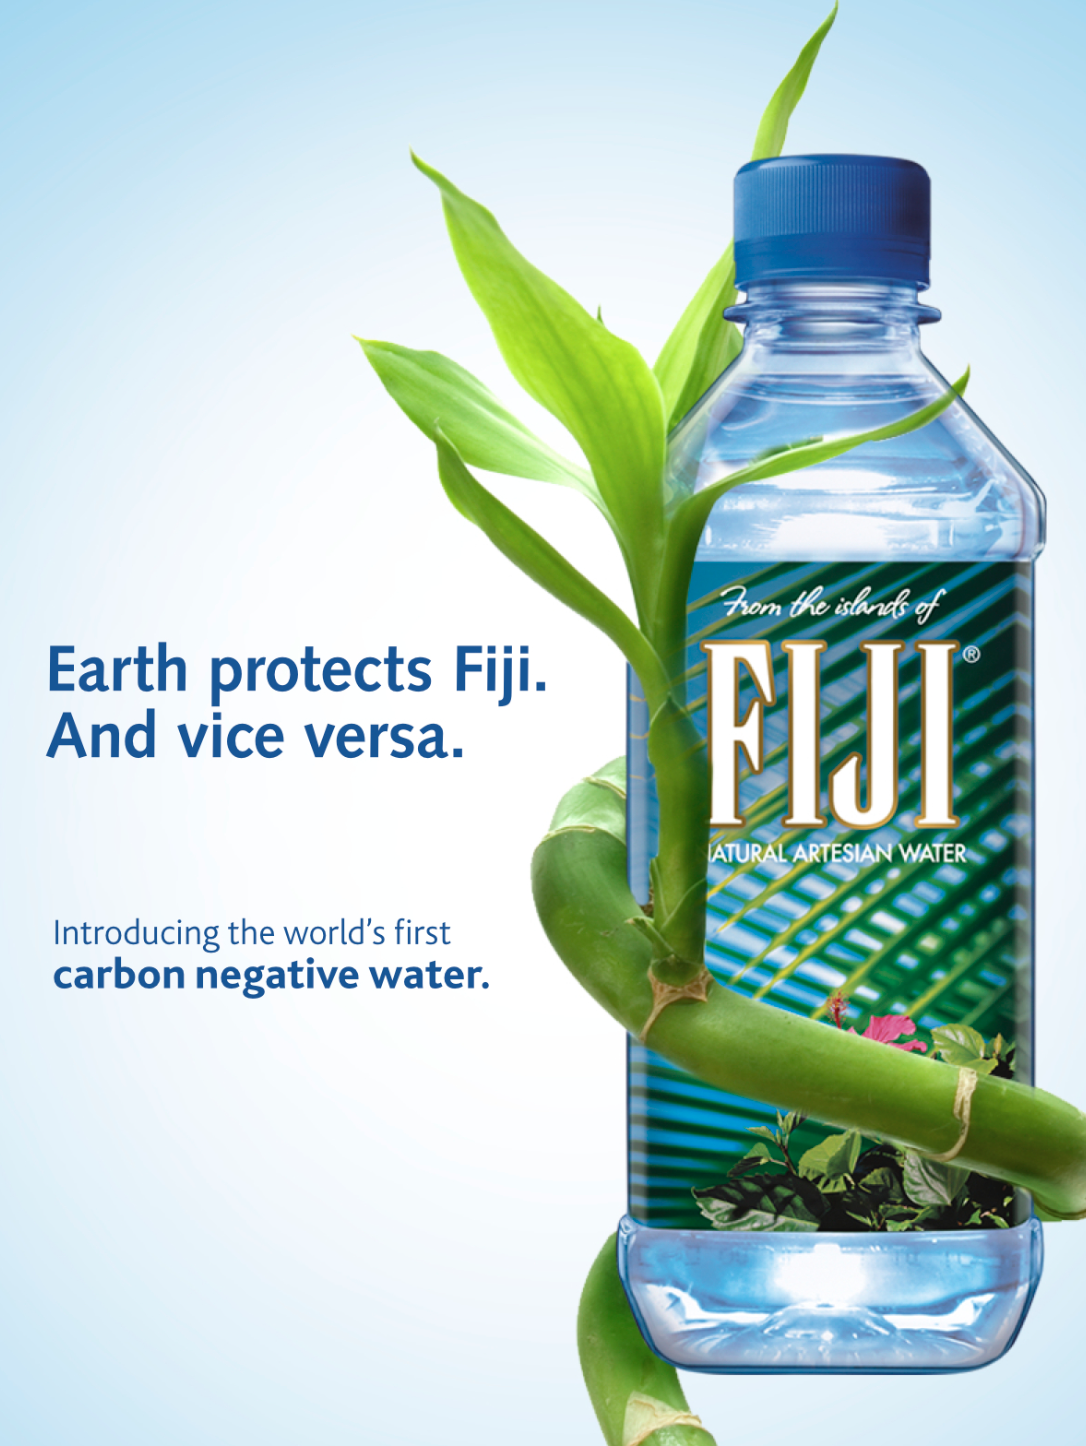 Earth protects Fiji.
And vice versa.
Introducing the world's first
carbon negative water.
From the islands of
FIJI®
NATURAL ARTESIAN WATER